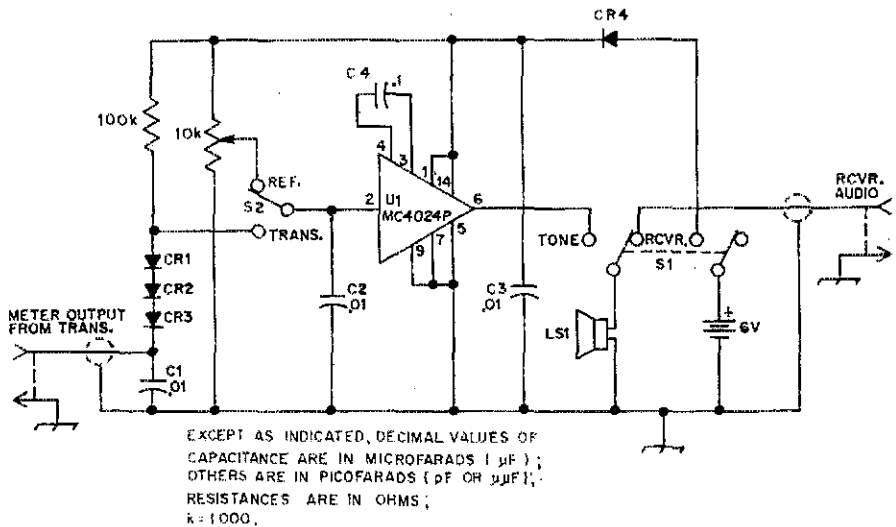 CR4
C4
.1
100k
10k
4
3
1
14
REF.
2
U1
MC4024P
6
RCVR.
AUDIO
S2
TRANS.
7
5
9
TONE
RCVR.
S1
CR1
CR2
CR3
C2
.01
C3
.01
LS1
+
6V
METER OUTPUT
FROM TRANS.
C1
.01
EXCEPT AS INDICATED, DECIMAL VALUES OF
CAPACITANCE ARE IN MICROFARADS ( µF ) ;
OTHERS ARE IN PICOFARADS ( pF OR µµF ) ;
RESISTANCES ARE IN OHMS ;
k = 1000 .